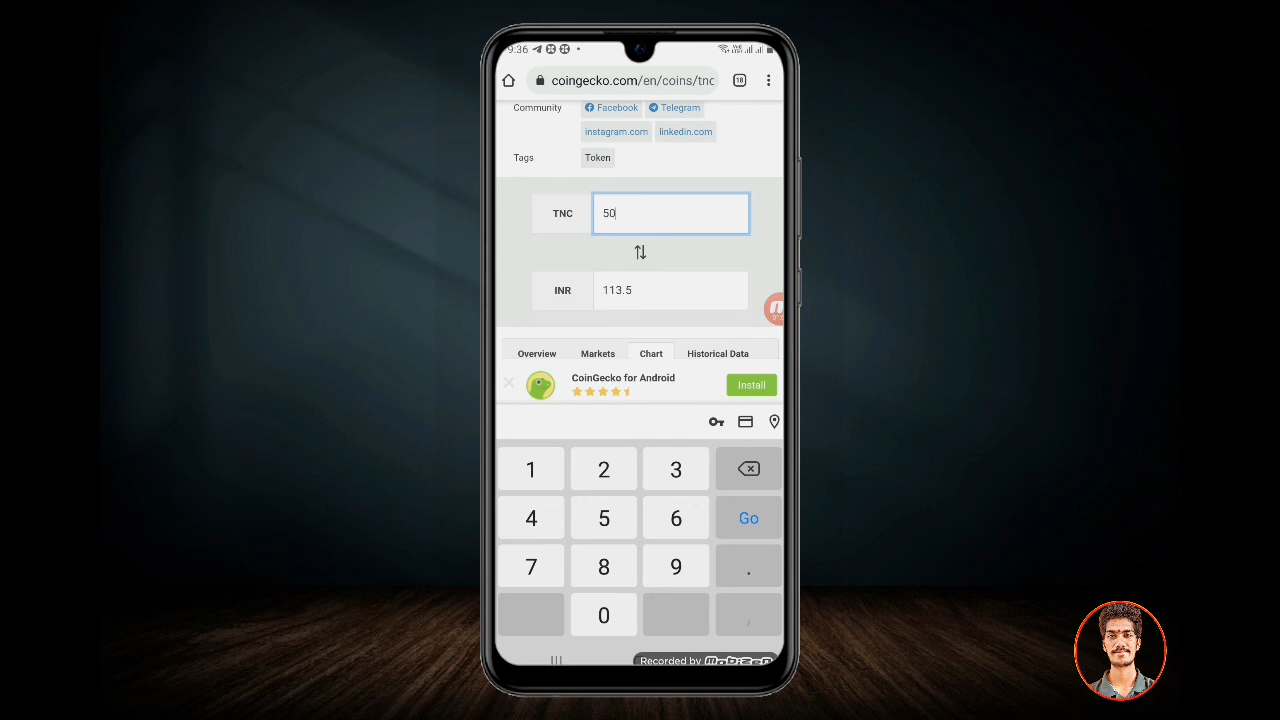 9.36
18
coingecko.com/en/coins/tnc
Community Facebook Telegram
instagram.com linkedin.com
Tags Token
TNC 50
INR 113.5
Overview Markets Chart Historical Data
CoinGecko for Android
Install
1 2 3
4 5 6 Go
7 8 9 .
0 ,
Recorded by mobizen